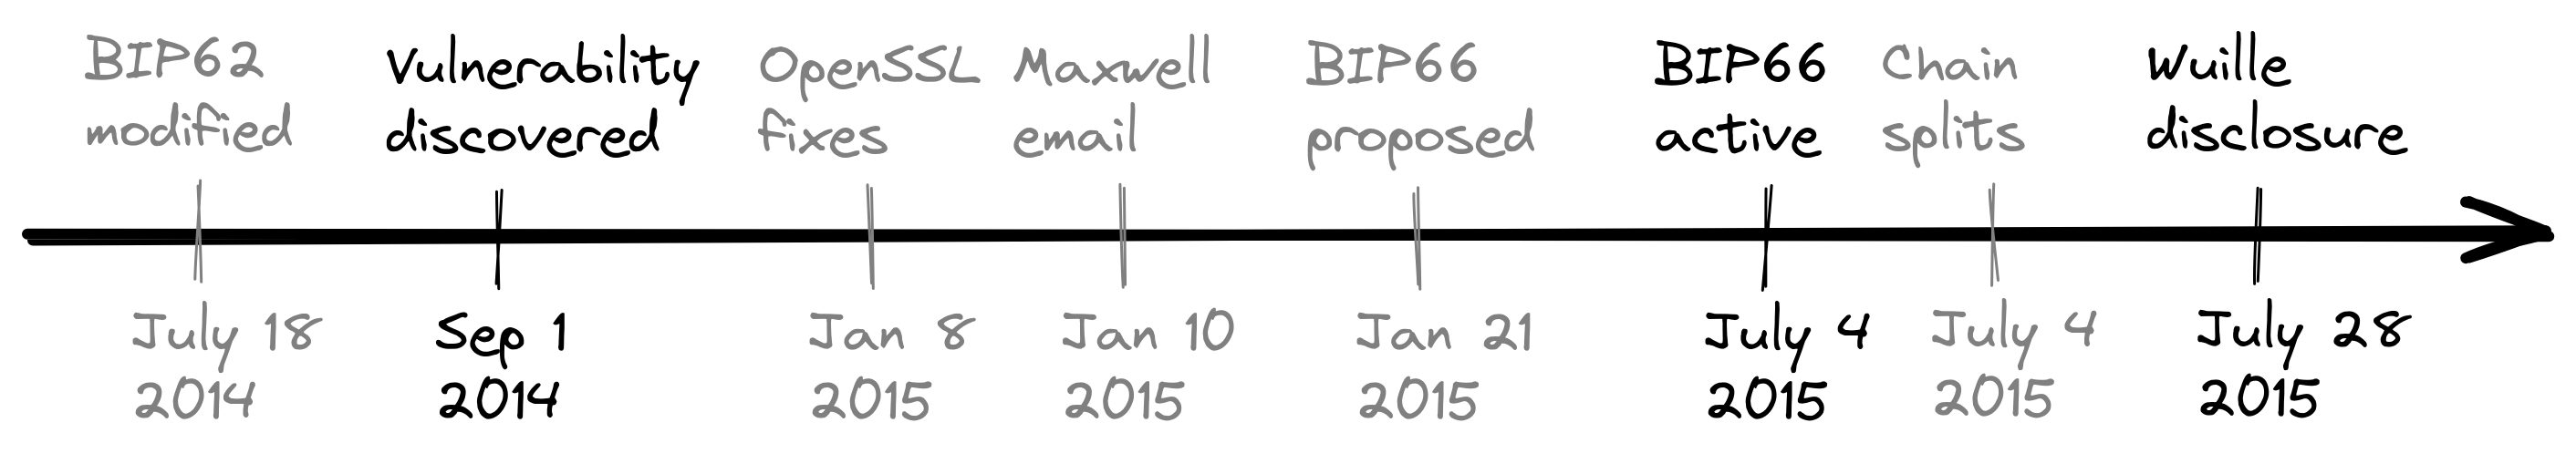 BIP62
modified
Vulnerability
discovered
OpenSSL
fixes
Maxwell
email
BIP66
proposed
BIP66
active
Chain
splits
Wuille
disclosure
July 18
2014
Sep 1
2014
Jan 8
2015
Jan 10
2015
Jan 21
2015
July 4
2015
July 4
2015
July 28
2015